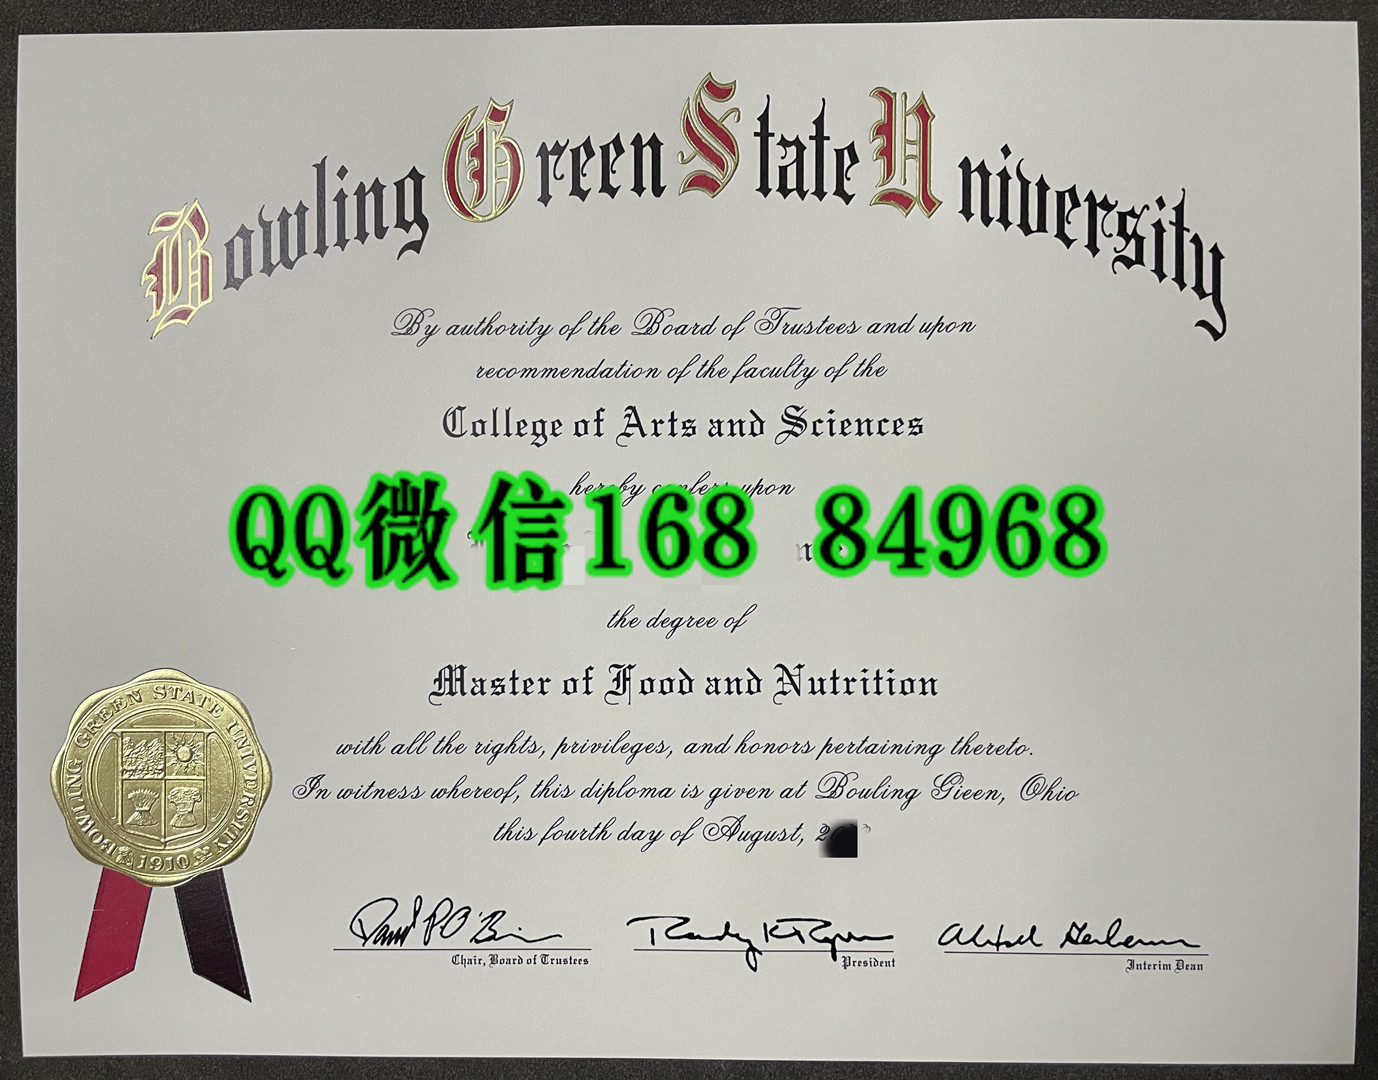 Bowling Green State University
By authority of the Board of Trustees and upon
recommendation of the faculty of the
College of Arts and Sciences
hereby confers upon
QQ微信168 84968
the degree of
Master of Food and Nutrition
with all the rights, privileges, and honors pertaining thereto.
In witness whereof, this diploma is given at Bouling Gieen, Ohio
this fourth day of August, 2
BOWLING GREEN STATE UNIVERSITY
1910
Chair, Board of Trustees
President
Interim Dean